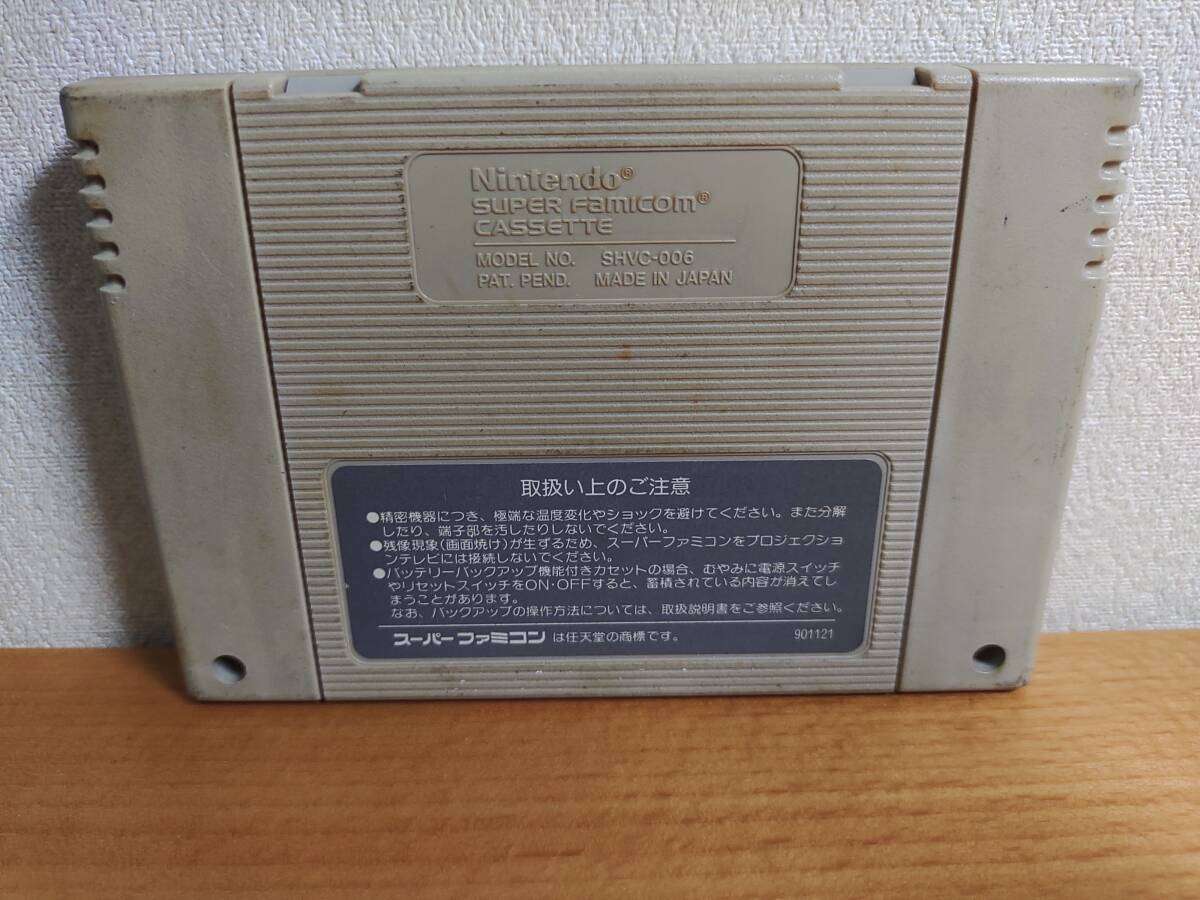 Nintendo®
SUPER FAMICOM®
CASSETTE
MODEL NO. SHVC-006
PAT. PEND. MADE IN JAPAN
取扱い上のご注意
●精密機器につき、極端な温度変化やショックを避けてください。また分解
したり、端子部を汚したりしないでください。
●残像現象(画面焼け)が生ずるため、スーパーファミコンをプロジェクショ
ンテレビには接続しないでください。
●バッテリーバックアップ機能付きカセットの場合、むやみに電源スイッチ
やリセットスイッチをON・OFFすると、蓄積されている内容が消えてし
まうことがあります。
なお、バックアップの操作方法については、取扱説明書をご参照ください。
スーパーファミコン は任天堂の商標です。 901121